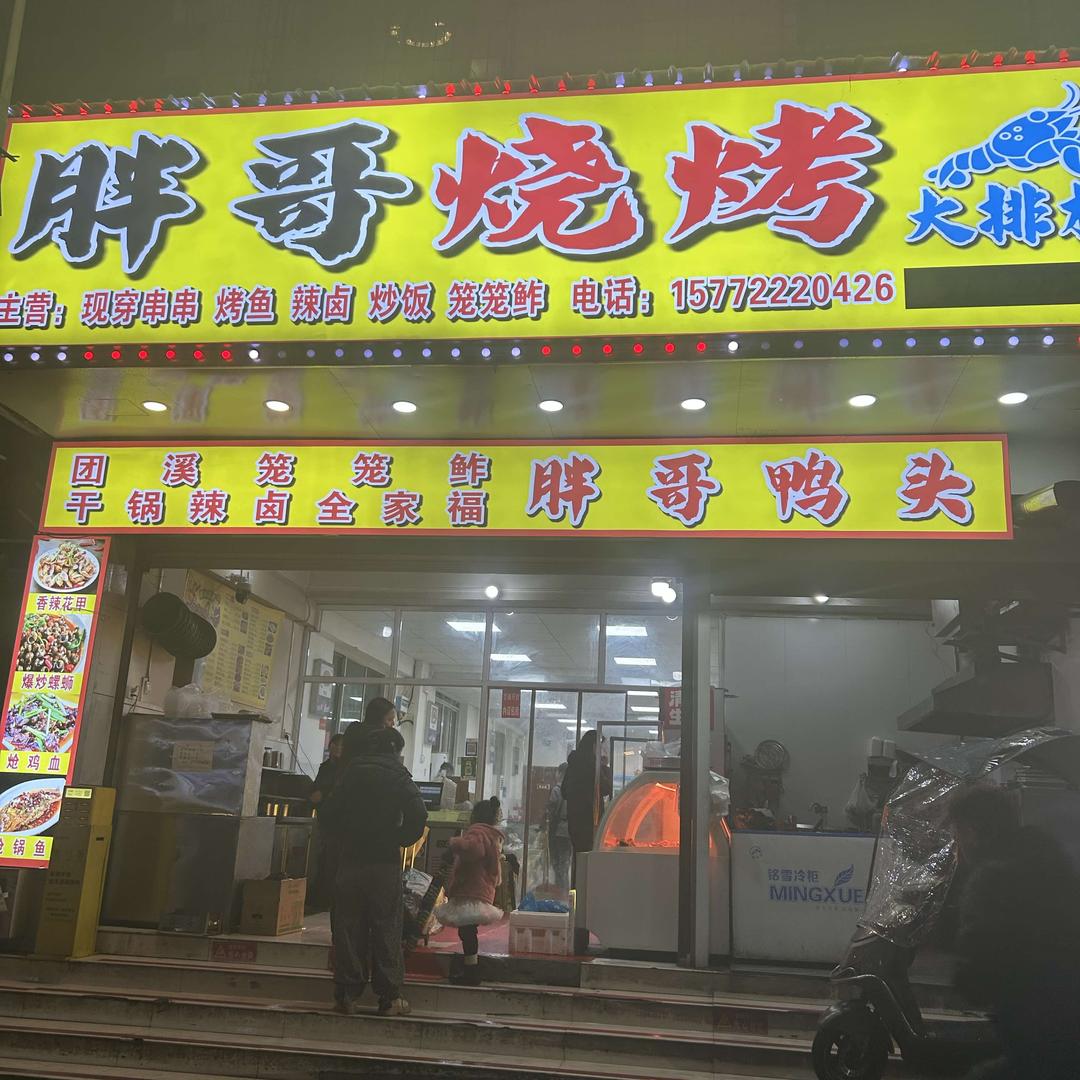 胖哥烧烤
大排
主营：现穿串串 烤鱼 辣卤 炒饭 笼笼鲊 电话：15772220426
团溪笼笼鲊
干锅辣卤全家福
胖哥鸭头
香辣花甲
爆炒螺蛳
炝鸡血
炝锅鱼
铭雪冷柜
MINGXUE